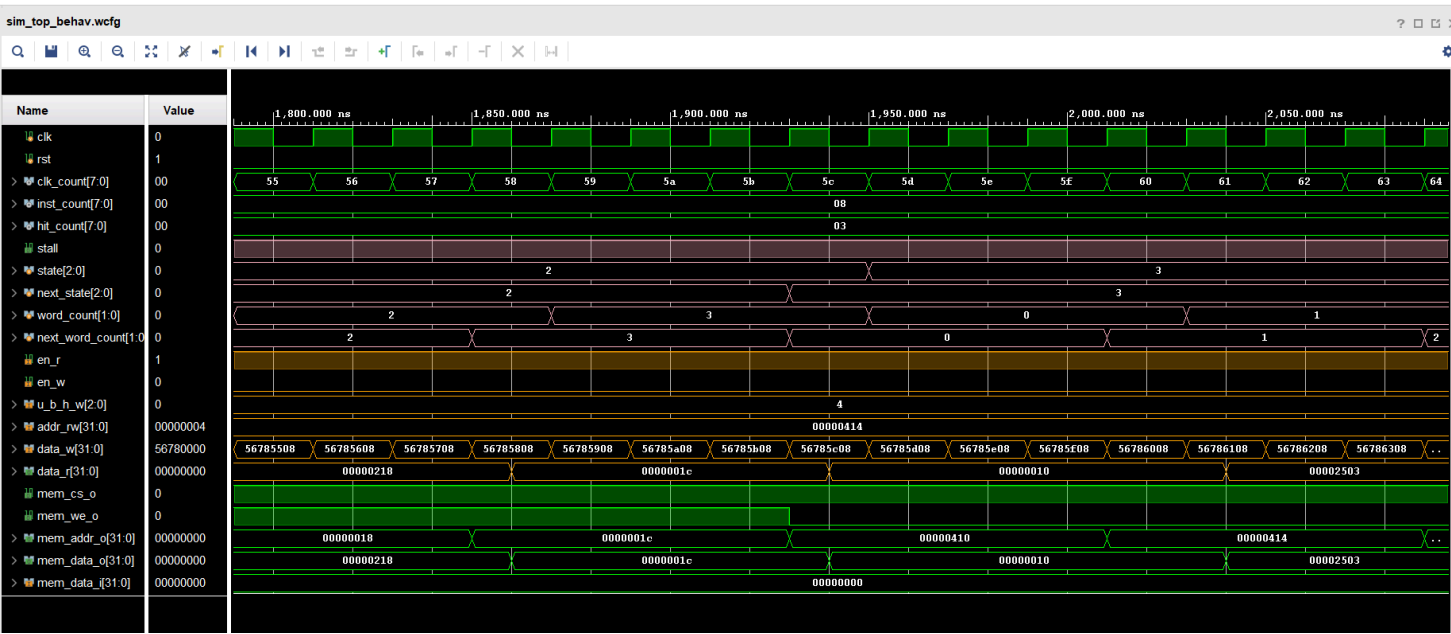 sim_top_behav.wcfg
? □
Name Value
1,800.000 ns 1,850.000 ns 1,900.000 ns 1,950.000 ns 2,000.000 ns 2,050.000 ns
clk 0
rst 1
> clk_count[7:0] 00 55 56 57 58 59 5a 5b 5c 5d 5e 5f 60 61 62 63 64
> inst_count[7:0] 00 08
> hit_count[7:0] 00 03
stall 0
> state[2:0] 0 2 3
> next_state[2:0] 0 2 3
> word_count[1:0] 0 2 3 0 1
> next_word_count[1:0 0 2 3 0 1 2
en_r 1
en_w 0
> u_b_h_w[2:0] 0 4
> addr_rw[31:0] 00000004 00000414
> data_w[31:0] 56780000 56785508 56785608 56785708 56785808 56785908 56785a08 56785b08 56785c08 56785d08 56785e08 56785f08 56786008 56786108 56786208 56786308 ..
> data_r[31:0] 00000000 00000218 0000001c 00000010 00002503
mem_cs_o 0
mem_we_o 0
> mem_addr_o[31:0] 00000000 00000018 0000001c 00000410 00000414 ..
> mem_data_o[31:0] 00000000 00000218 0000001c 00000010 00002503
> mem_data_i[31:0] 00000000 00000000